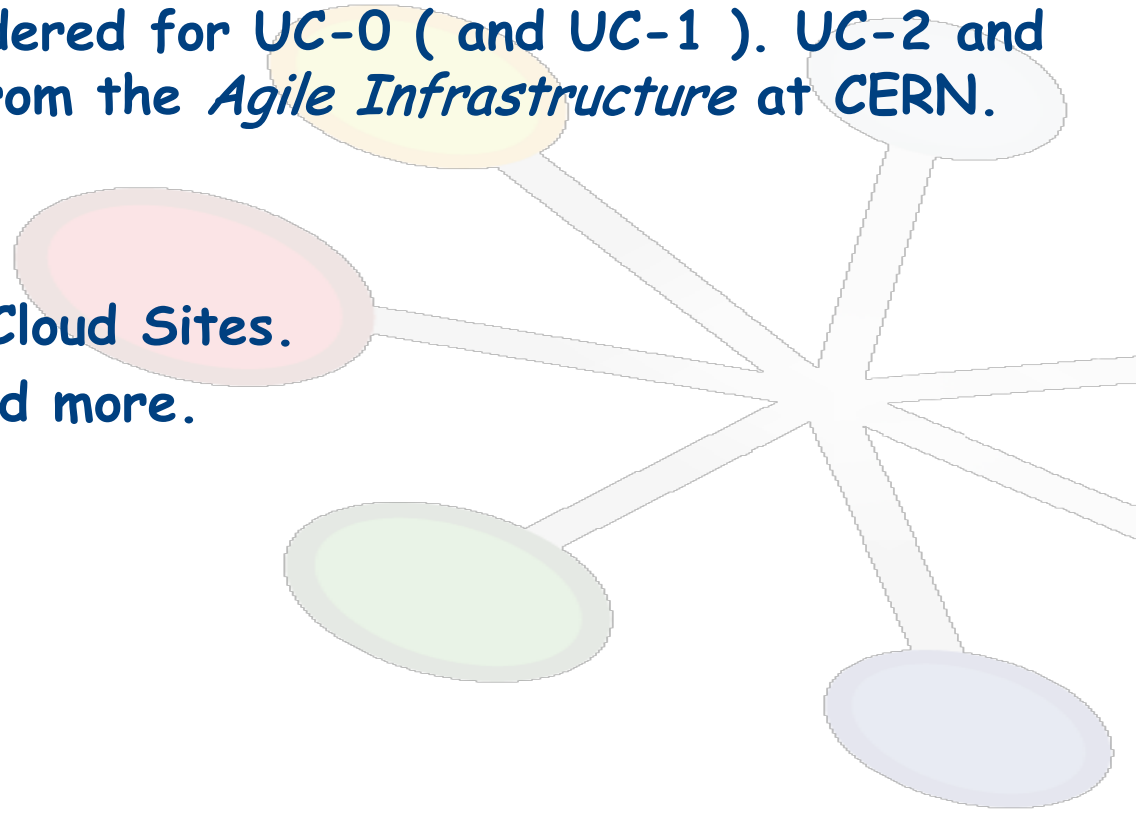 dered for UC-0 ( and UC-1 ). UC-2 and
rom the Agile Infrastructure at CERN.
Cloud Sites.
d more.